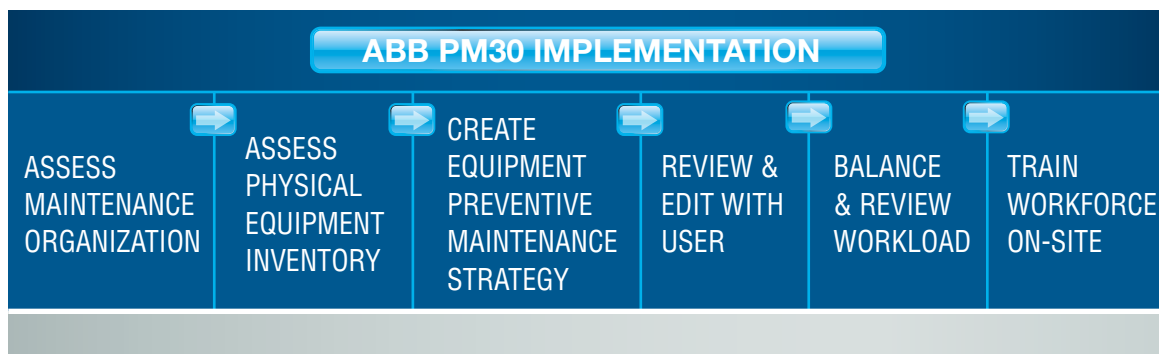 ABB PM30 IMPLEMENTATION
ASSESS
MAINTENANCE
ORGANIZATION
ASSESS
PHYSICAL
EQUIPMENT
INVENTORY
CREATE
EQUIPMENT
PREVENTIVE
MAINTENANCE
STRATEGY
REVIEW &
EDIT WITH
USER
BALANCE
& REVIEW
WORKLOAD
TRAIN
WORKFORCE
ON-SITE